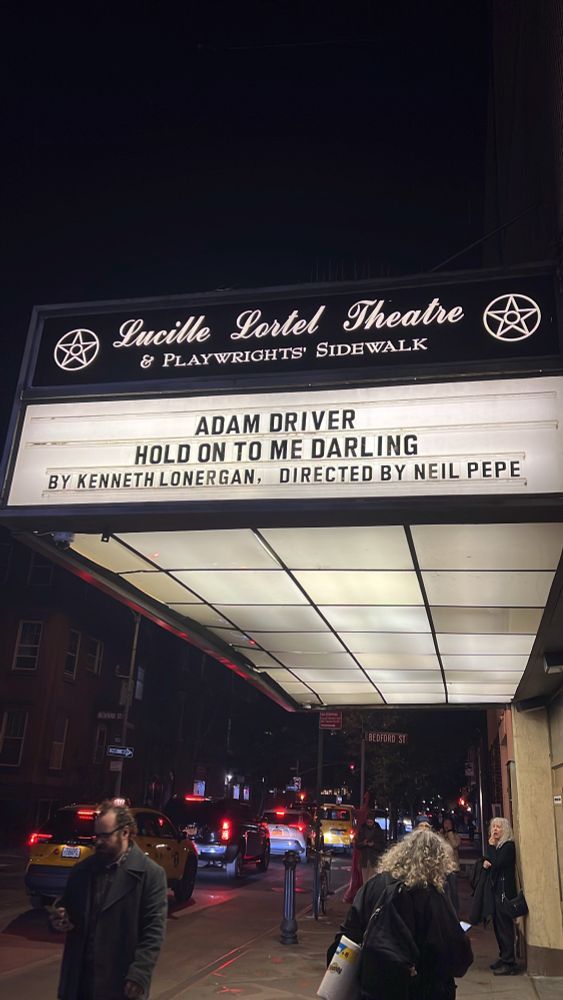 Lucille Lortel Theatre
& PLAYWRIGHTS' SIDEWALK
ADAM DRIVER
HOLD ON TO ME DARLING
BY KENNETH LONERGAN, DIRECTED BY NEIL PEPE
BEDFORD ST